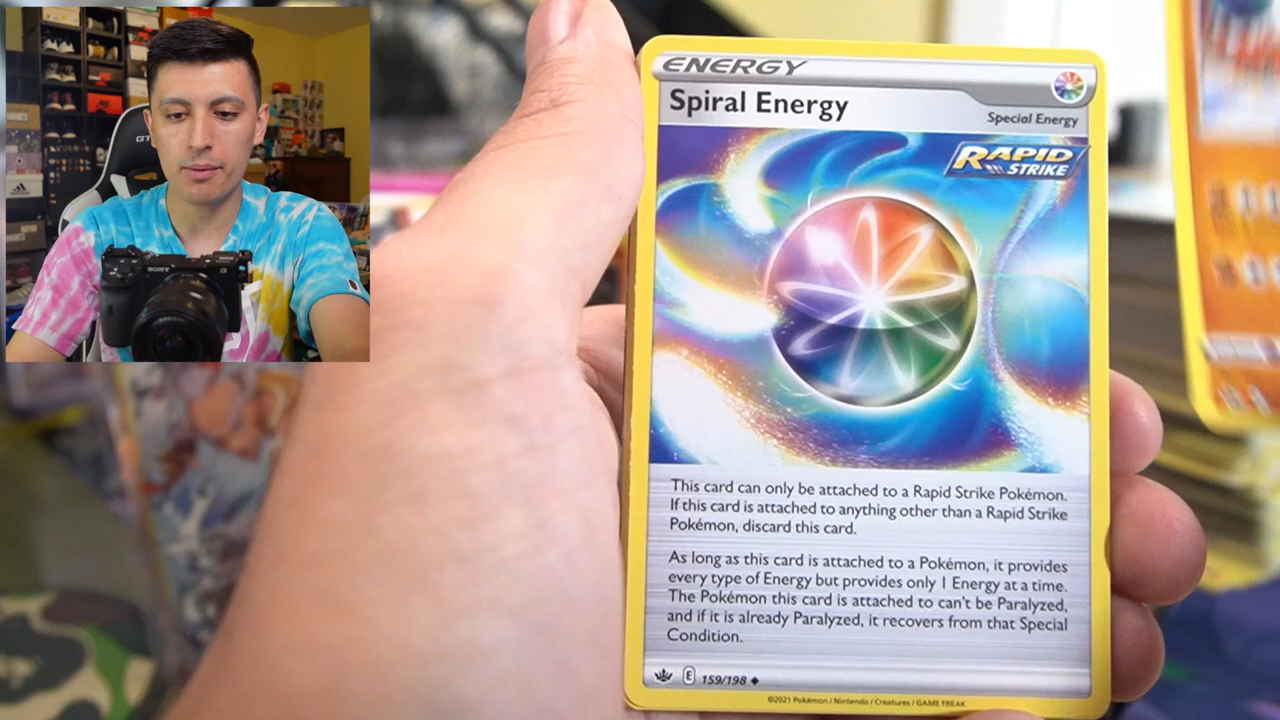 ENERGY
Spiral Energy
Special Energy
RAPID
STRIKE
This card can only be attached to a Rapid Strike Pokémon.
If this card is attached to anything other than a Rapid Strike
Pokémon, discard this card.
As long as this card is attached to a Pokémon, it provides
every type of Energy but provides only 1 Energy at a time.
The Pokémon this card is attached to can't be Paralyzed,
and if it is already Paralyzed, it recovers from that Special
Condition.
E 159/198
©2021 Pokémon / Nintendo / Creatures / GAME FREAK
GT
SONY
α